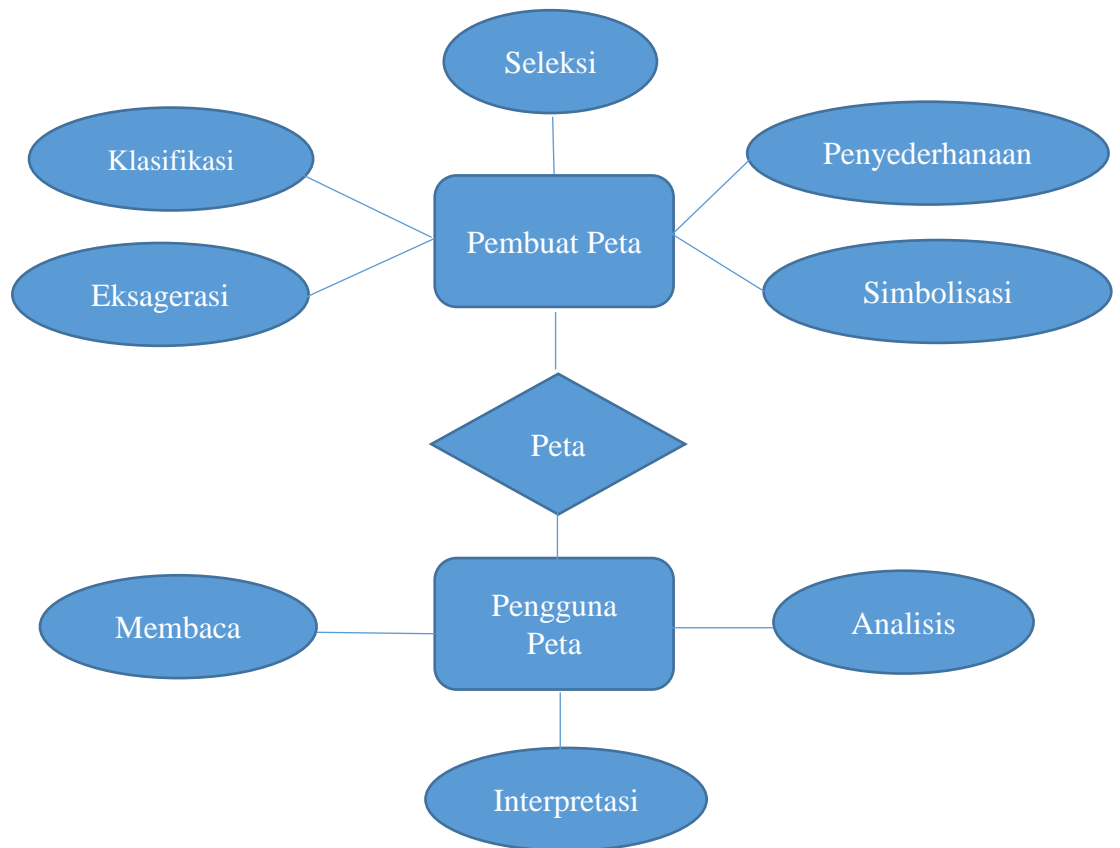 Seleksi
Klasifikasi
Penyederhanaan
Pembuat Peta
Eksagerasi
Simbolisasi
Peta
Membaca
Pengguna
Peta
Analisis
Interpretasi